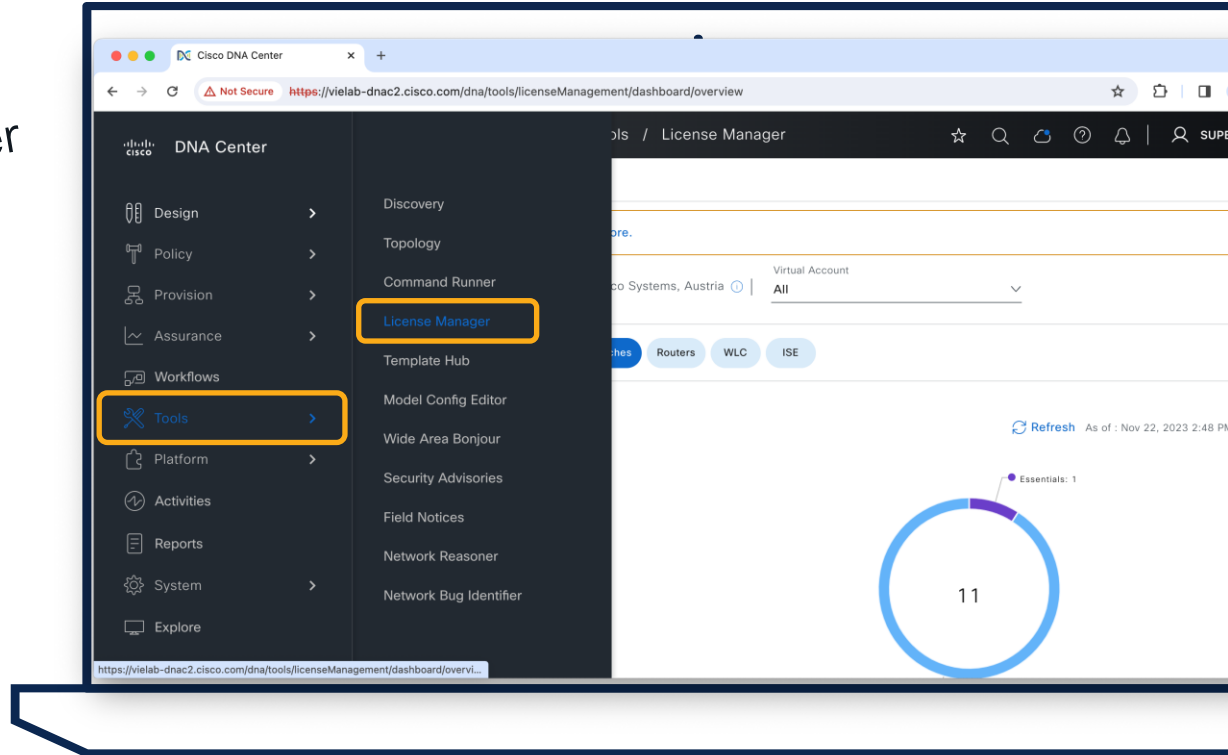 Cisco DNA Center
Not Secure https://vielab-dnac2.cisco.com/dna/tools/licenseManagement/dashboard/overview
er
cisco DNA Center
ols / License Manager
SUPE
Design
Policy
Provision
Assurance
Workflows
Tools
Platform
Activities
Reports
System
Explore
Discovery
Topology
Command Runner
License Manager
Template Hub
Model Config Editor
Wide Area Bonjour
Security Advisories
Field Notices
Network Reasoner
Network Bug Identifier
ore.
co Systems, Austria
Virtual Account
All
ches Routers WLC ISE
Refresh As of : Nov 22, 2023 2:48 PM
Essentials: 1
11
https://vielab-dnac2.cisco.com/dna/tools/licenseManagement/dashboard/overvi...